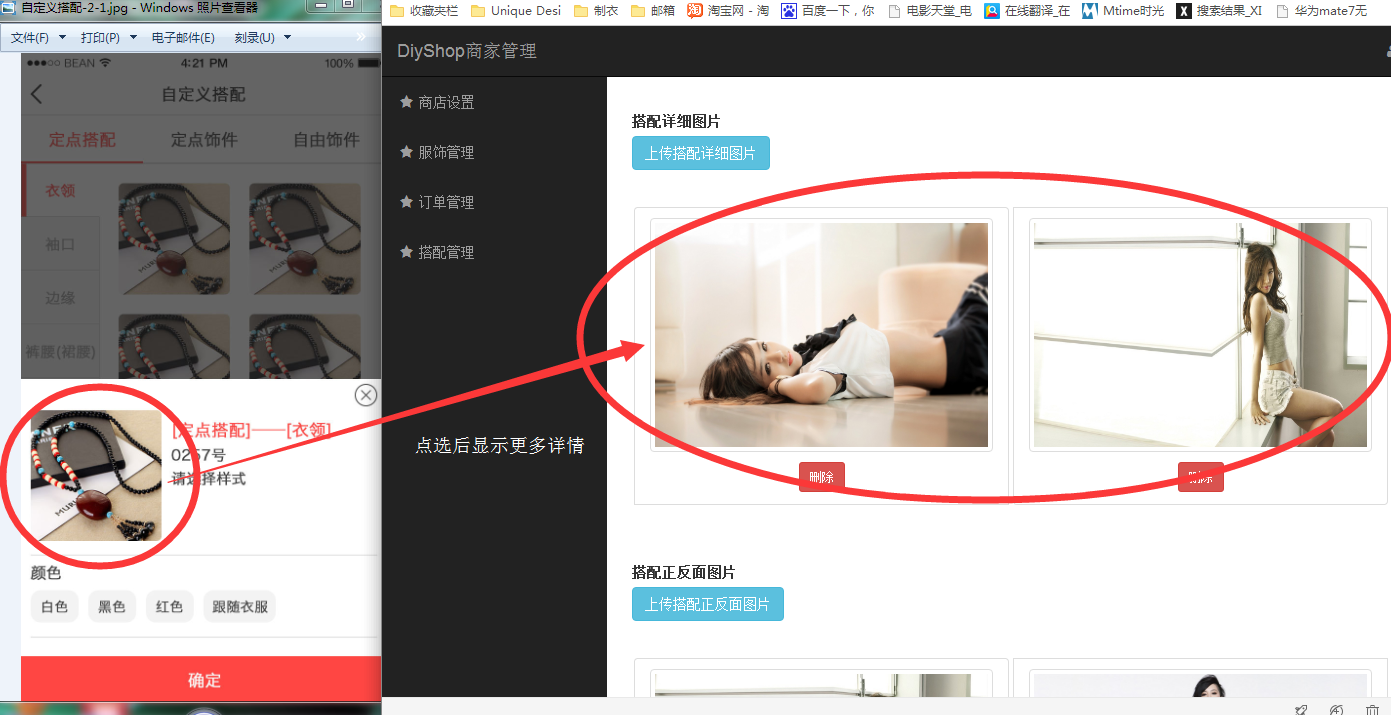 自定义搭配-2-1.jpg - Windows 照片查看器
文件(F) 打印(P) 电子邮件(E) 刻录(U) »
BEAN 4:21 PM 100%
自定义搭配
定点搭配 定点饰件 自由饰件
衣领
袖口
边缘
裤腰(裙腰)
[定点搭配]——[衣领]
0257号
请选择样式
颜色
白色 黑色 红色 跟随衣服
确定
收藏夹栏 Unique Desi 制衣 邮箱 淘宝网 - 淘 百度一下，你 电影天堂_电 在线翻译_在 Mtime时光 搜索结果_XI 华为mate7无
DiyShop商家管理
商店设置
服饰管理
订单管理
搭配管理
点选后显示更多详情
搭配详细图片
上传搭配详细图片
删除 删除
搭配正反面图片
上传搭配正反面图片